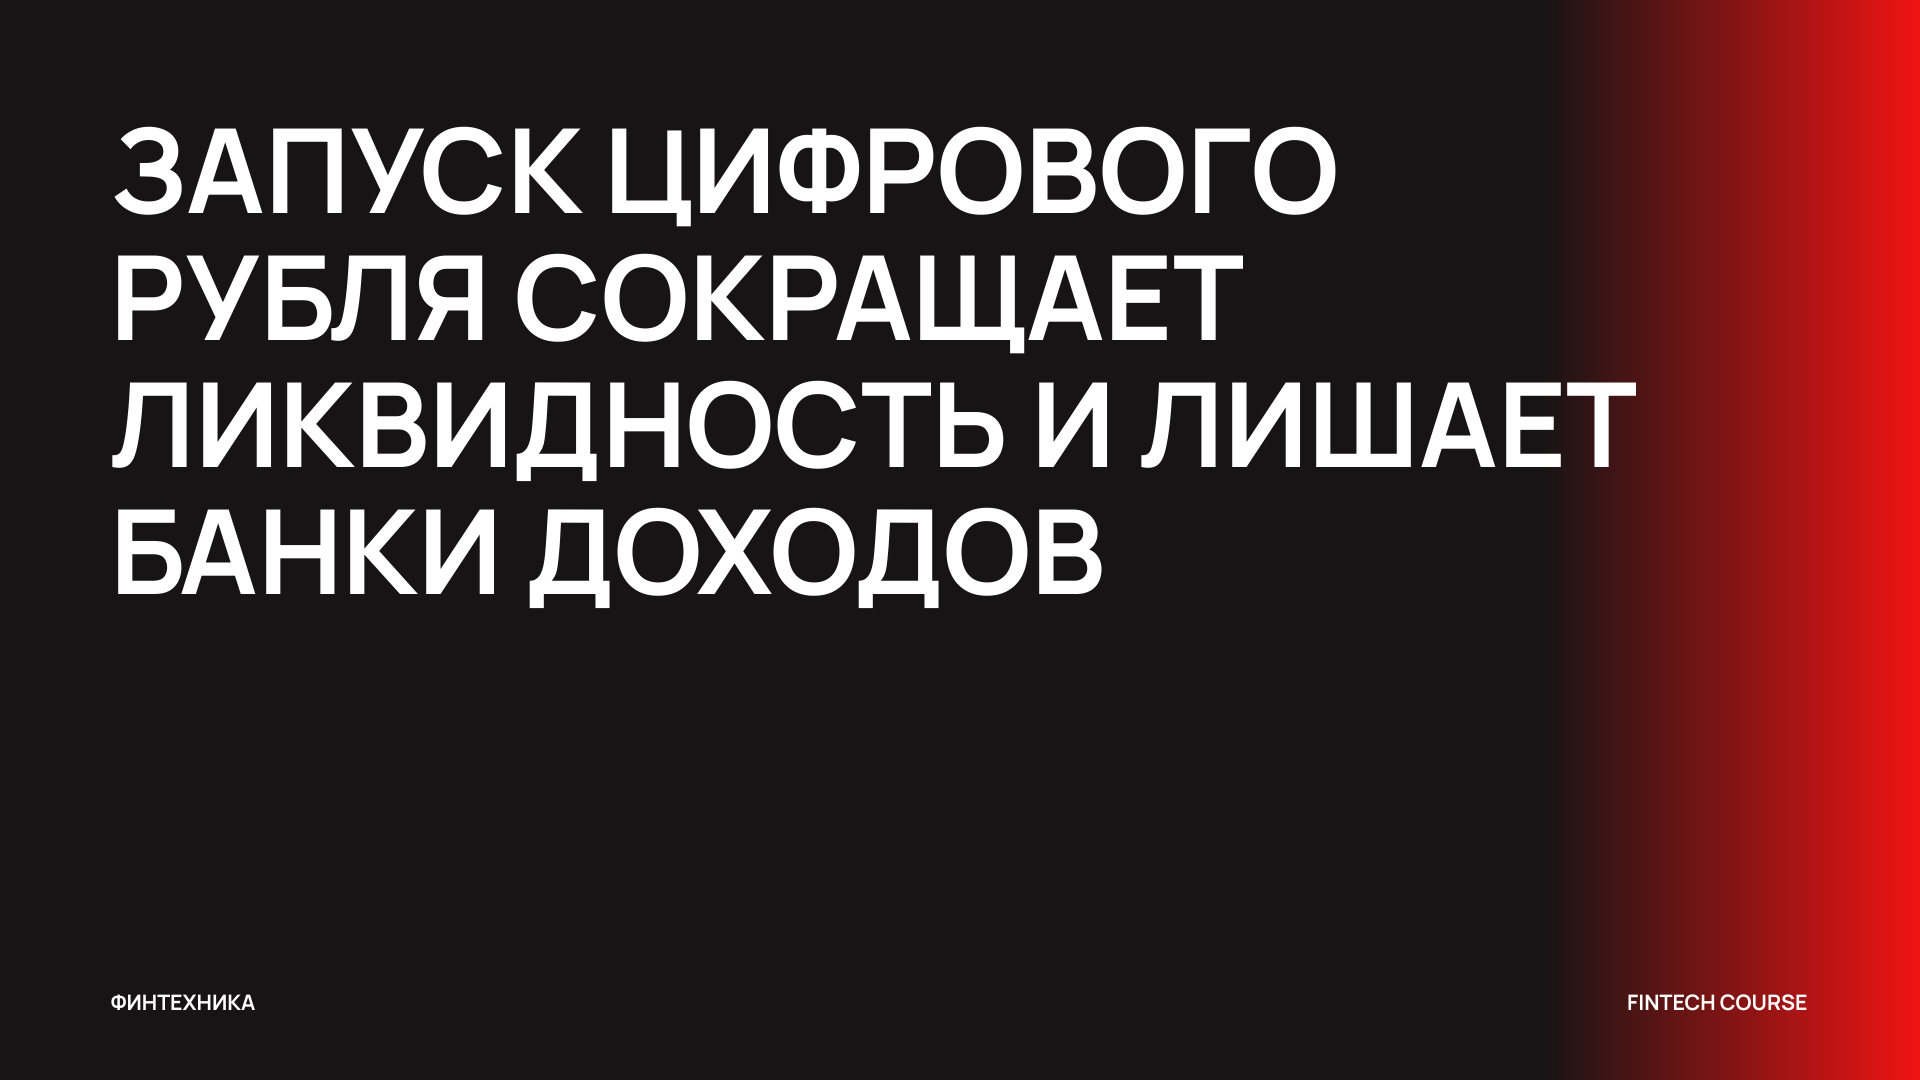 ЗАПУСК ЦИФРОВОГО
РУБЛЯ СОКРАЩАЕТ
ЛИКВИДНОСТЬ И ЛИШАЕТ
БАНКИ ДОХОДОВ
ФИНТЕХНИКА
FINTECH COURSE